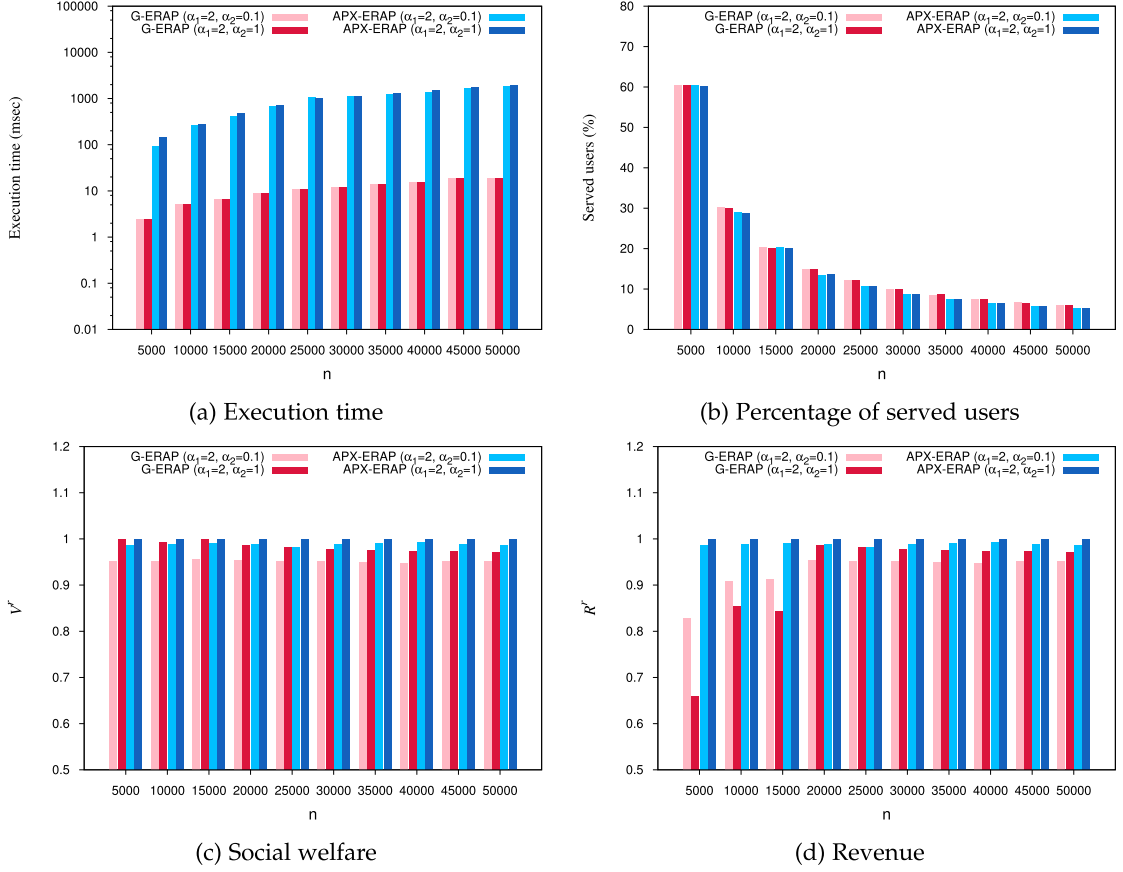 G-ERAP (α1=2, α2=0.1)
G-ERAP (α1=2, α2=1)
APX-ERAP (α1=2, α2=0.1)
APX-ERAP (α1=2, α2=1)
Execution time (msec)
100000
10000
1000
100
10
1
0.1
0.01
5000 10000 15000 20000 25000 30000 35000 40000 45000 50000
n
(a) Execution time
G-ERAP (α1=2, α2=0.1)
G-ERAP (α1=2, α2=1)
APX-ERAP (α1=2, α2=0.1)
APX-ERAP (α1=2, α2=1)
Served users (%)
80
70
60
50
40
30
20
10
0
5000 10000 15000 20000 25000 30000 35000 40000 45000 50000
n
(b) Percentage of served users
G-ERAP (α1=2, α2=0.1)
G-ERAP (α1=2, α2=1)
APX-ERAP (α1=2, α2=0.1)
APX-ERAP (α1=2, α2=1)
V^r
1.2
1.1
1
0.9
0.8
0.7
0.6
0.5
5000 10000 15000 20000 25000 30000 35000 40000 45000 50000
n
(c) Social welfare
G-ERAP (α1=2, α2=0.1)
G-ERAP (α1=2, α2=1)
APX-ERAP (α1=2, α2=0.1)
APX-ERAP (α1=2, α2=1)
R^r
1.2
1.1
1
0.9
0.8
0.7
0.6
0.5
5000 10000 15000 20000 25000 30000 35000 40000 45000 50000
n
(d) Revenue